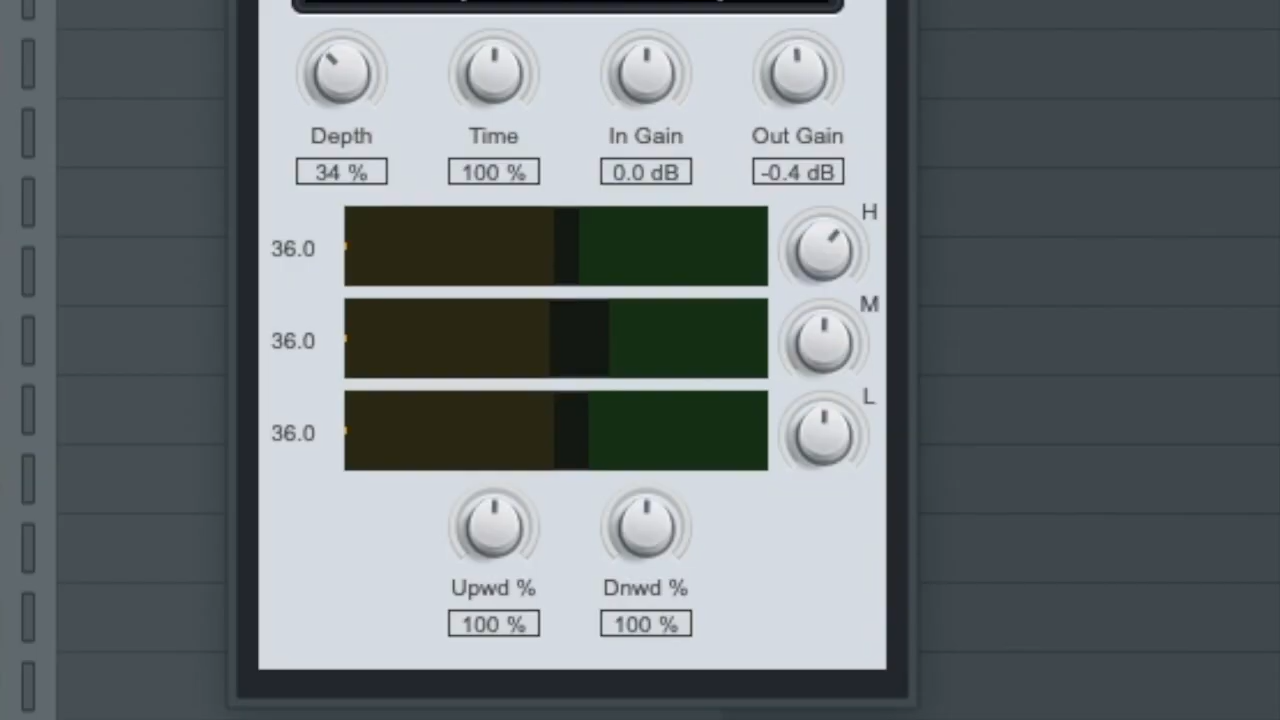 Depth Time In Gain Out Gain
34 % 100 % 0.0 dB -0.4 dB
H
36.0
M
36.0
L
36.0
Upwd % Dnwd %
100 % 100 %